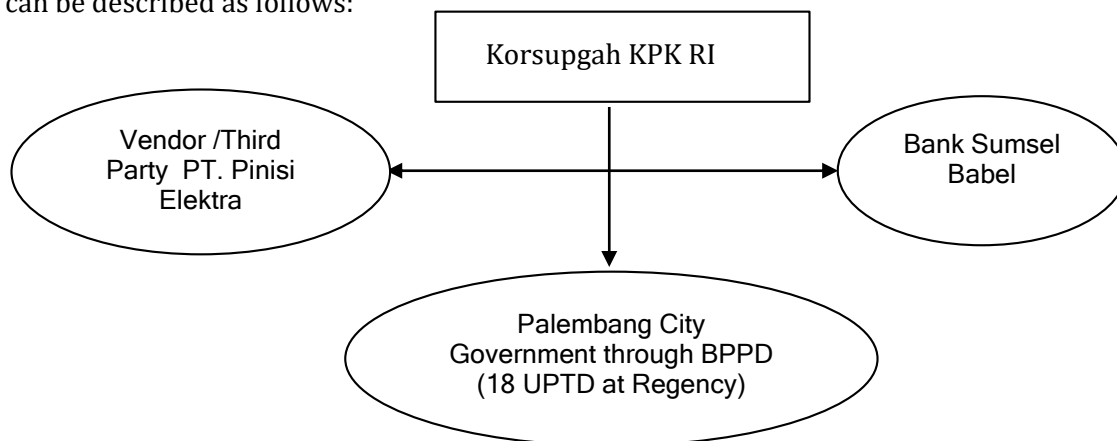 can be described as follows:
Korsupgah KPK RI
Vendor /Third
Party PT. Pinisi
Elektra
Bank Sumsel
Babel
Palembang City
Government through BPPD
(18 UPTD at Regency)